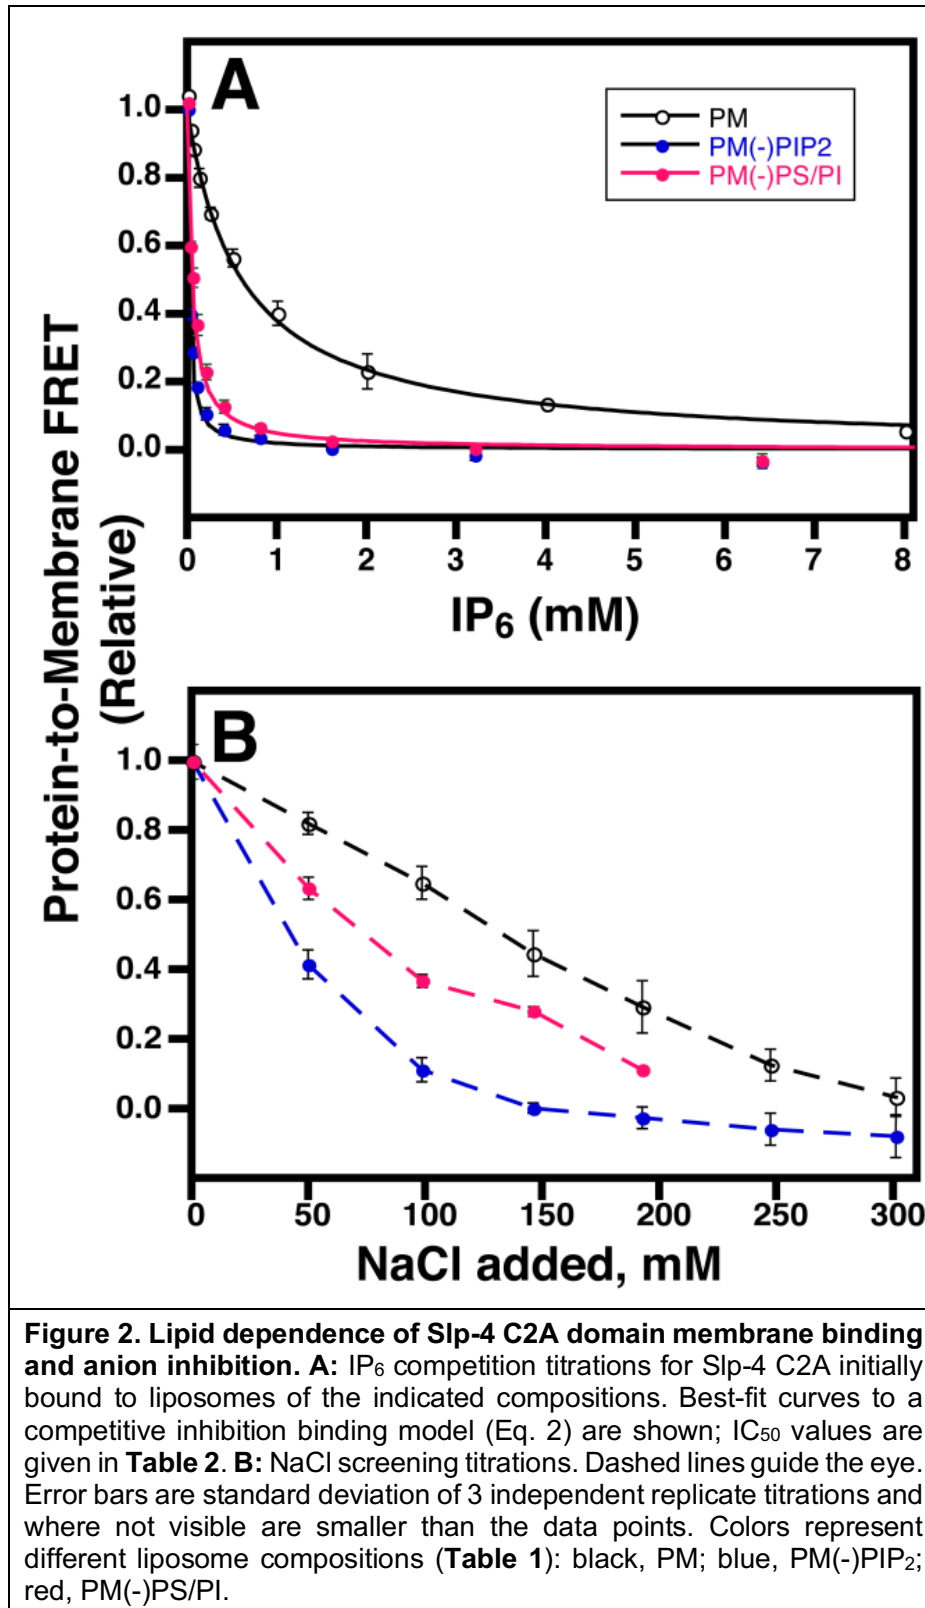 A
1.0
0.8
0.6
0.4
0.2
0.0
PM
PM(-)PIP2
PM(-)PS/PI
0 1 2 3 4 5 6 7 8
IP₆ (mM)
Protein-to-Membrane FRET
(Relative)
B
1.0
0.8
0.6
0.4
0.2
0.0
0 50 100 150 200 250 300
NaCl added, mM
Figure 2. Lipid dependence of Slp-4 C2A domain membrane binding
and anion inhibition. A: IP₆ competition titrations for Slp-4 C2A initially
bound to liposomes of the indicated compositions. Best-fit curves to a
competitive inhibition binding model (Eq. 2) are shown; IC₅₀ values are
given in Table 2. B: NaCl screening titrations. Dashed lines guide the eye.
Error bars are standard deviation of 3 independent replicate titrations and
where not visible are smaller than the data points. Colors represent
different liposome compositions (Table 1): black, PM; blue, PM(-)PIP₂;
red, PM(-)PS/PI.